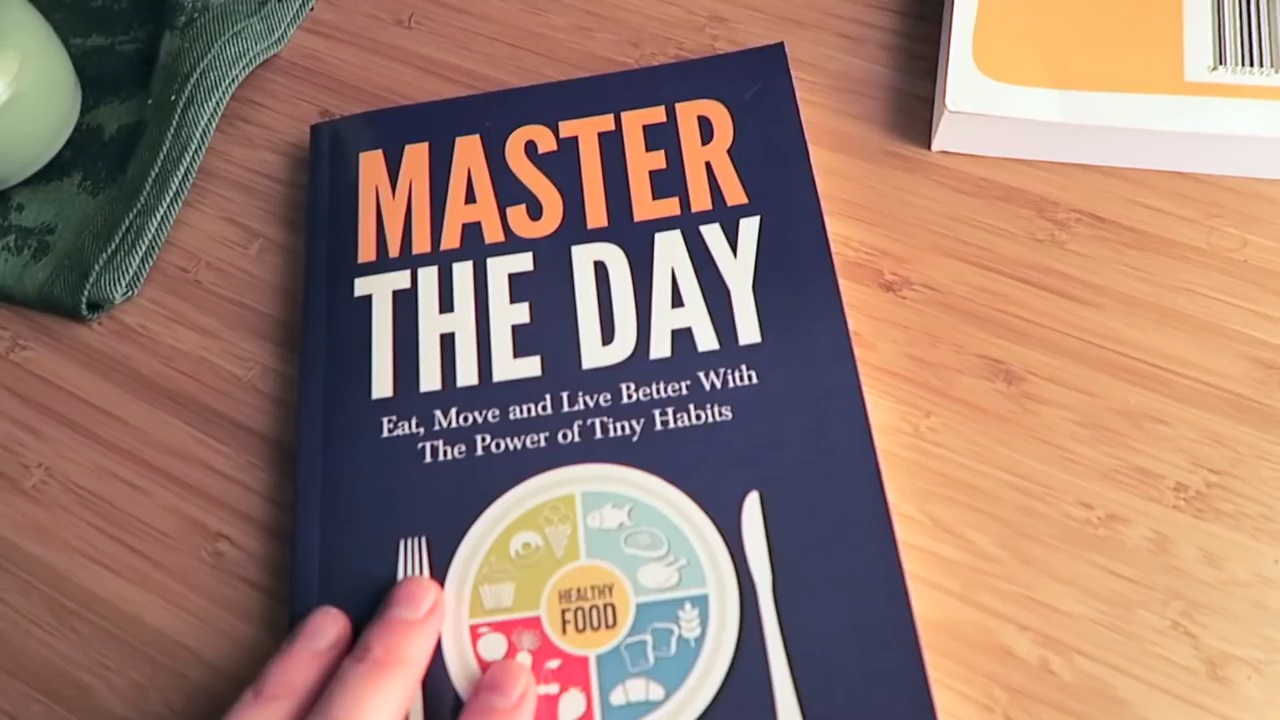 MASTER
THE DAY
Eat, Move and Live Better With
The Power of Tiny Habits
HEALTHY
FOOD